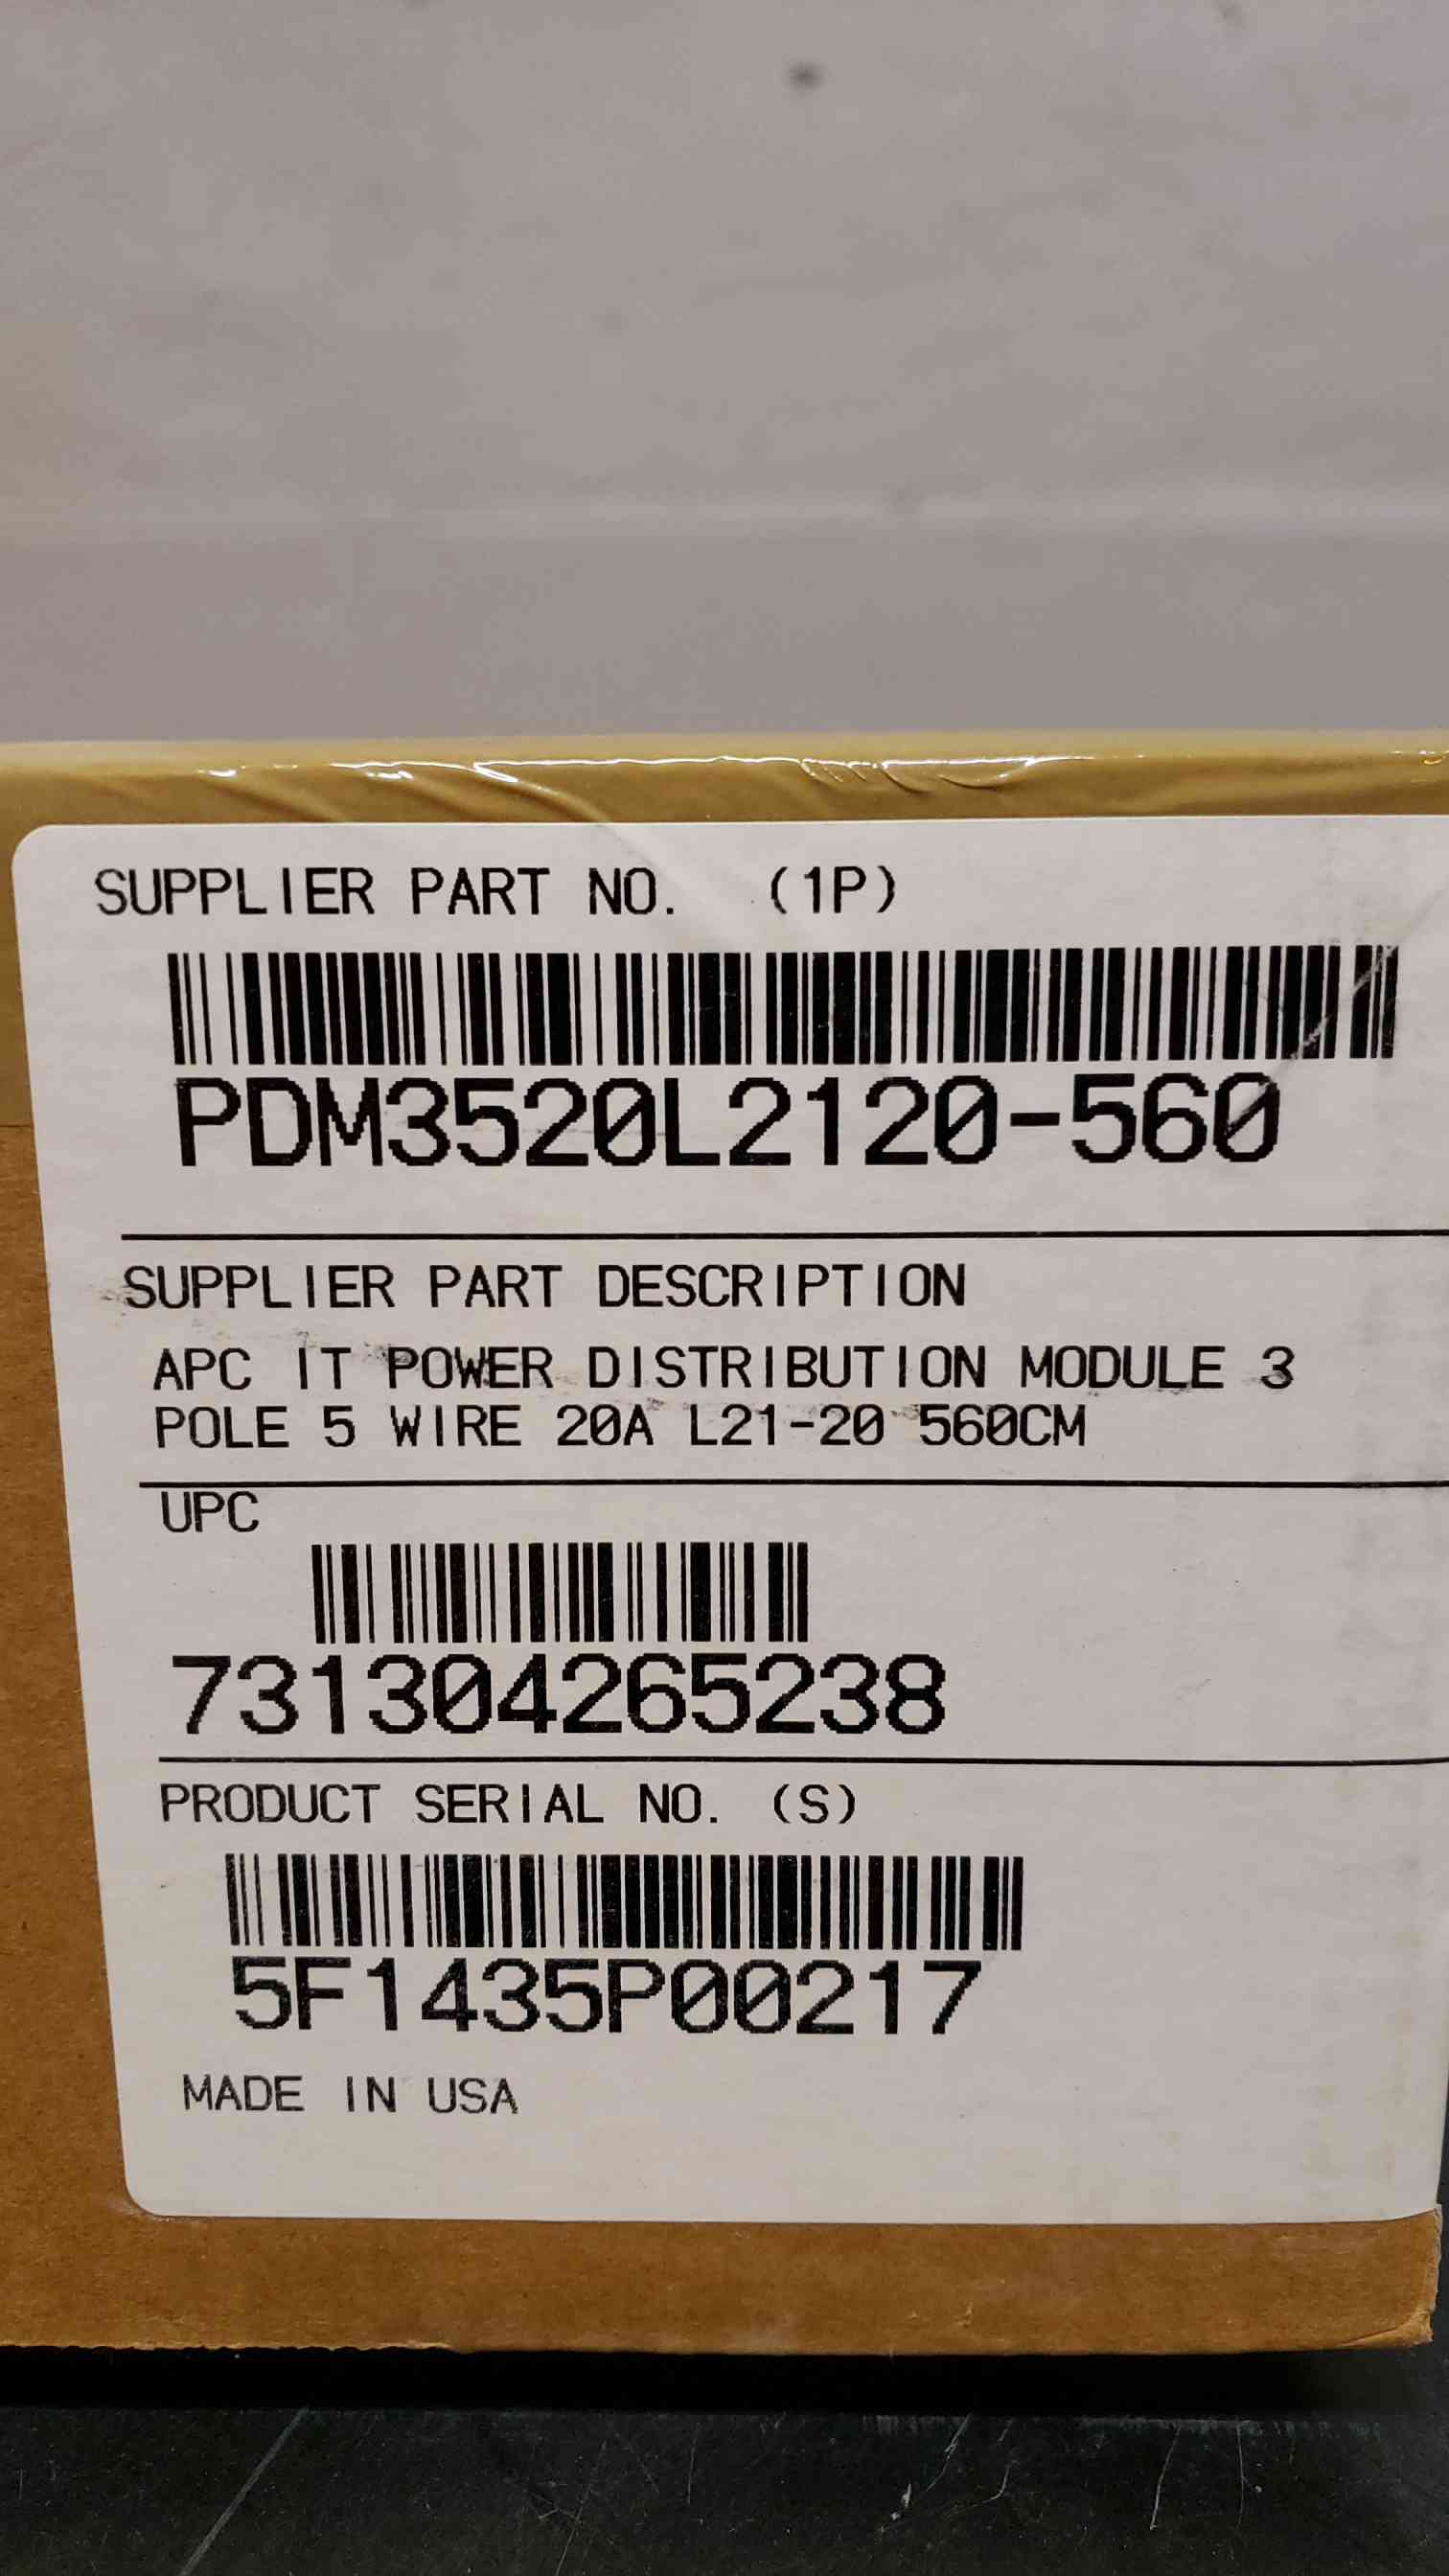 SUPPLIER PART NO. (1P)
PDM3520L2120-560
SUPPLIER PART DESCRIPTION
APC IT POWER DISTRIBUTION MODULE 3
POLE 5 WIRE 20A L21-20 560CM
UPC
731304265238
PRODUCT SERIAL NO. (S)
5F1435P00217
MADE IN USA